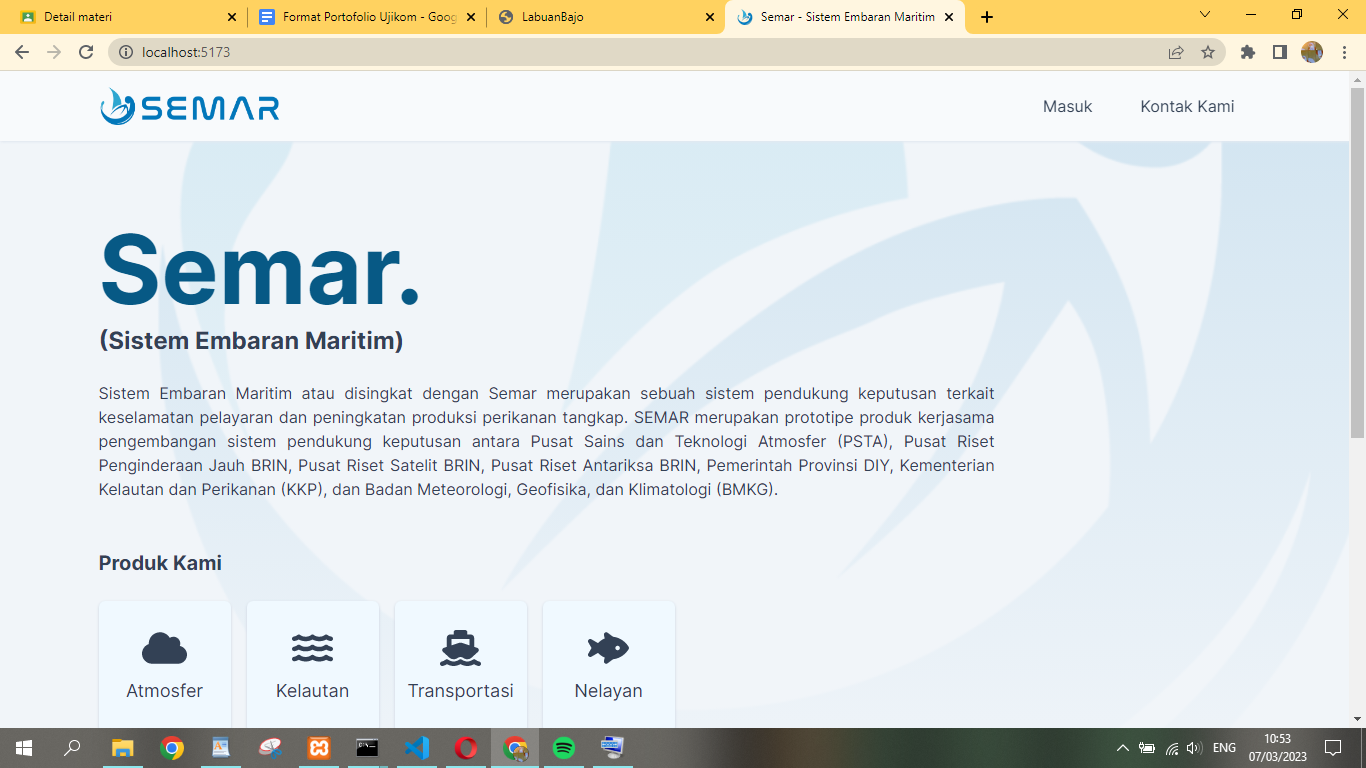 Detail materi
Format Portofolio Ujikom - Goog
LabuanBajo
Semar - Sistem Embaran Maritim
localhost:5173
SEMAR
Masuk
Kontak Kami
Semar.
(Sistem Embaran Maritim)
Sistem Embaran Maritim atau disingkat dengan Semar merupakan sebuah sistem pendukung keputusan terkait
keselamatan pelayaran dan peningkatan produksi perikanan tangkap. SEMAR merupakan prototipe produk kerjasama
pengembangan sistem pendukung keputusan antara Pusat Sains dan Teknologi Atmosfer (PSTA), Pusat Riset
Penginderaan Jauh BRIN, Pusat Riset Satelit BRIN, Pusat Riset Antariksa BRIN, Pemerintah Provinsi DIY, Kementerian
Kelautan dan Perikanan (KKP), dan Badan Meteorologi, Geofisika, dan Klimatologi (BMKG).
Produk Kami
Atmosfer
Kelautan
Transportasi
Nelayan
ENG
10:53
07/03/2023